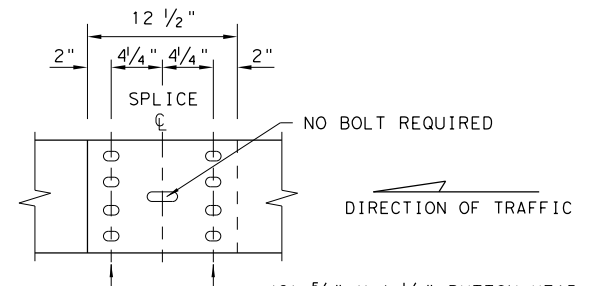 12 1/2"
2" 4 1/4" 4 1/4" 2"
SPLICE
℄
NO BOLT REQUIRED
DIRECTION OF TRAFFIC